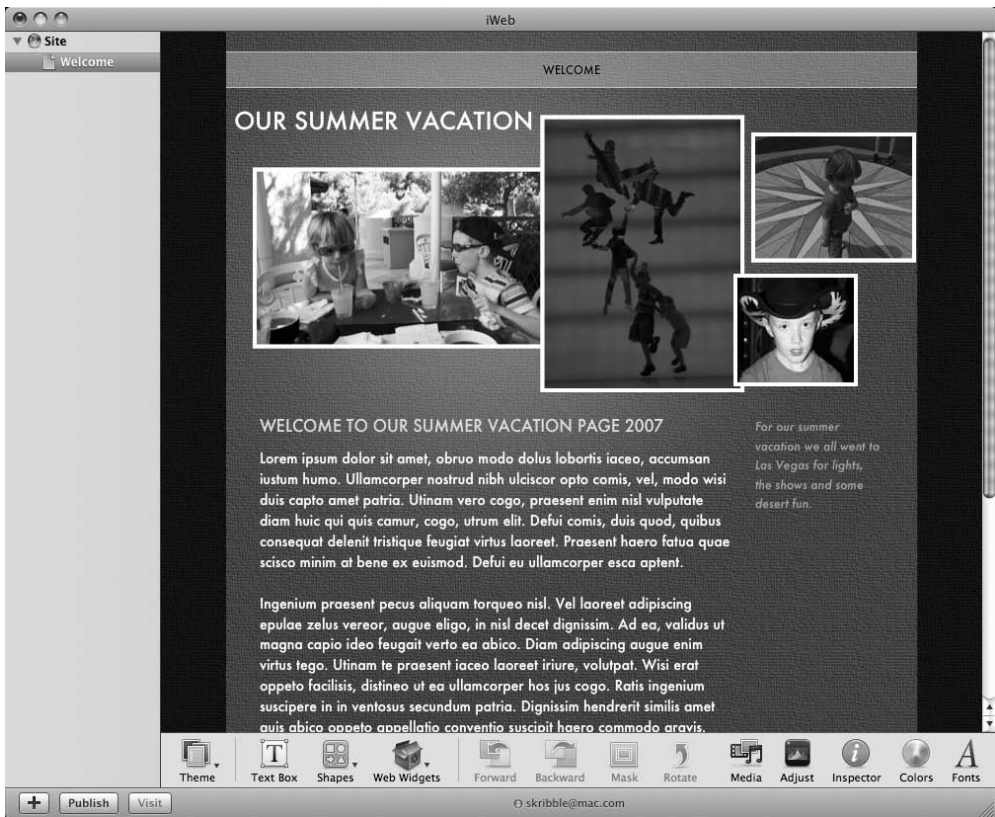 iWeb
Site
Welcome
WELCOME
OUR SUMMER VACATION
WELCOME TO OUR SUMMER VACATION PAGE 2007
Lorem ipsum dolor sit amet, obruo modo dolus lobortis iaceo, accumsan
iustum humo. Ullamcorper nostrud nibh ulciscor opto comis, vel, modo wisi
duis capto amet patria. Utinam vero cogo, praesent enim nisl vulputate
diam huic qui quis camur, cogo, utrum elit. Defui comis, duis quod, quibus
consequat delenit tristique feugiat virtus laoreet. Praesent haero fatua quae
scisco minim at bene ex euismod. Defui eu ullamcorper esca aptent.
Ingenium praesent pecus aliquam torqueo nisl. Vel laoreet adipiscing
epulae zelus vereor, augue eligo, in nisl decet dignissim. Ad ea, validus ut
magna capio ideo feugait verto ea abico. Diam adipiscing augue enim
virtus tego. Utinam te praesent iaceo laoreet iriure, volutpat. Wisi erat
oppeto facilisis, distineo ut ea ullamcorper hos jus cogo. Ratis ingenium
suscipere in in ventosus secundum patria. Dignissim hendrerit similis amet
quis abico oppeto appellatio conventio suscipit haero commodo gravis.
For our summer
vacation we all went to
Las Vegas for lights,
the shows and some
desert fun.
Theme
Text Box
Shapes
Web Widgets
Forward
Backward
Mask
Rotate
Media
Adjust
Inspector
Colors
Fonts
Publish
Visit
skribble@mac.com